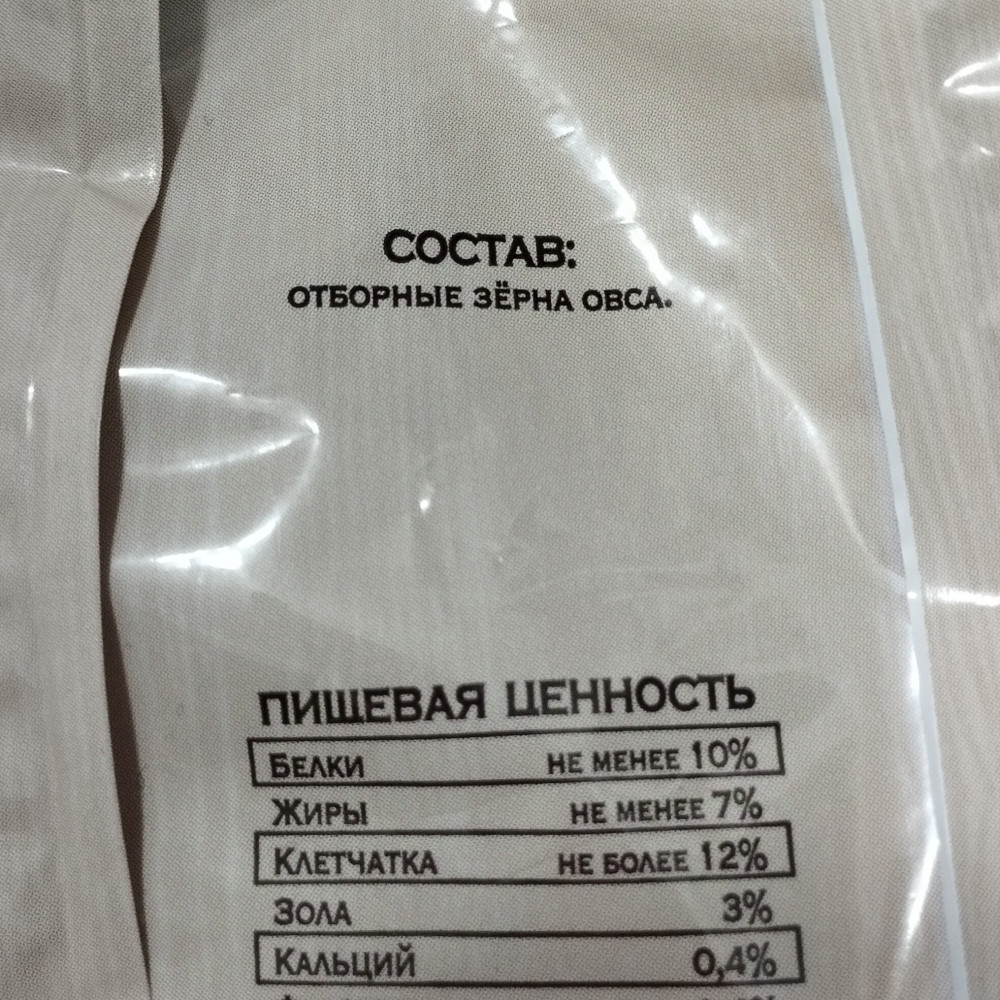 СОСТАВ:
ОТБОРНЫЕ ЗЁРНА ОВСА.
ПИЩЕВАЯ ЦЕННОСТЬ
БЕЛКИ НЕ МЕНЕЕ 10%
ЖИРЫ НЕ МЕНЕЕ 7%
КЛЕТЧАТКА НЕ БОЛЕЕ 12%
ЗОЛА 3%
КАЛЬЦИЙ 0,4%